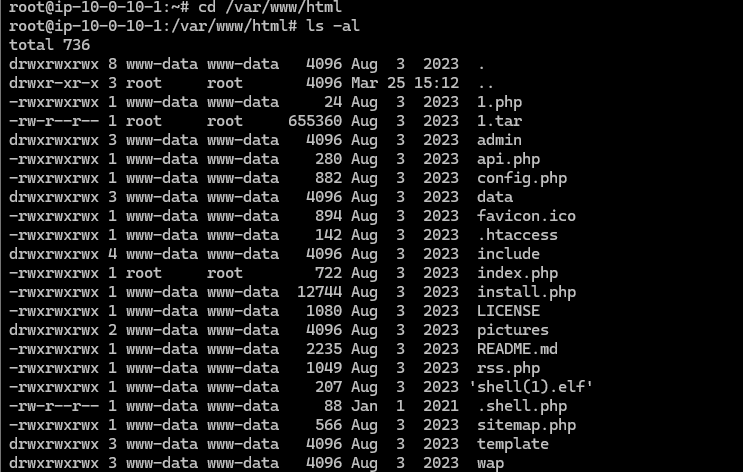 root@ip-10-0-10-1:~# cd /var/www/html
root@ip-10-0-10-1:/var/www/html# ls -al
total 736
drwxrwxrwx 8 www-data www-data   4096 Aug  3  2023  .
drwxr-xr-x 3 root     root       4096 Mar 25 15:12  ..
-rwxrwxrwx 1 www-data www-data     24 Aug  3  2023  1.php
-rw-r--r-- 1 root     root     655360 Aug  3  2023  1.tar
drwxrwxrwx 3 www-data www-data   4096 Aug  3  2023  admin
-rwxrwxrwx 1 www-data www-data    280 Aug  3  2023  api.php
-rwxrwxrwx 1 www-data www-data    882 Aug  3  2023  config.php
drwxrwxrwx 3 www-data www-data   4096 Aug  3  2023  data
-rwxrwxrwx 1 www-data www-data    894 Aug  3  2023  favicon.ico
-rwxrwxrwx 1 www-data www-data    142 Aug  3  2023  .htaccess
drwxrwxrwx 4 www-data www-data   4096 Aug  3  2023  include
-rwxrwxrwx 1 root     root        722 Aug  3  2023  index.php
-rwxrwxrwx 1 www-data www-data  12744 Aug  3  2023  install.php
-rwxrwxrwx 1 www-data www-data   1080 Aug  3  2023  LICENSE
drwxrwxrwx 2 www-data www-data   4096 Aug  3  2023  pictures
-rwxrwxrwx 1 www-data www-data   2235 Aug  3  2023  README.md
-rwxrwxrwx 1 www-data www-data   1049 Aug  3  2023  rss.php
-rwxrwxrwx 1 www-data www-data    207 Aug  3  2023 'shell(1).elf'
-rw-r--r-- 1 www-data www-data     88 Jan  1  2021  .shell.php
-rwxrwxrwx 1 www-data www-data    566 Aug  3  2023  sitemap.php
drwxrwxrwx 3 www-data www-data   4096 Aug  3  2023  template
drwxrwxrwx 3 www-data www-data   4096 Aug  3  2023  wap